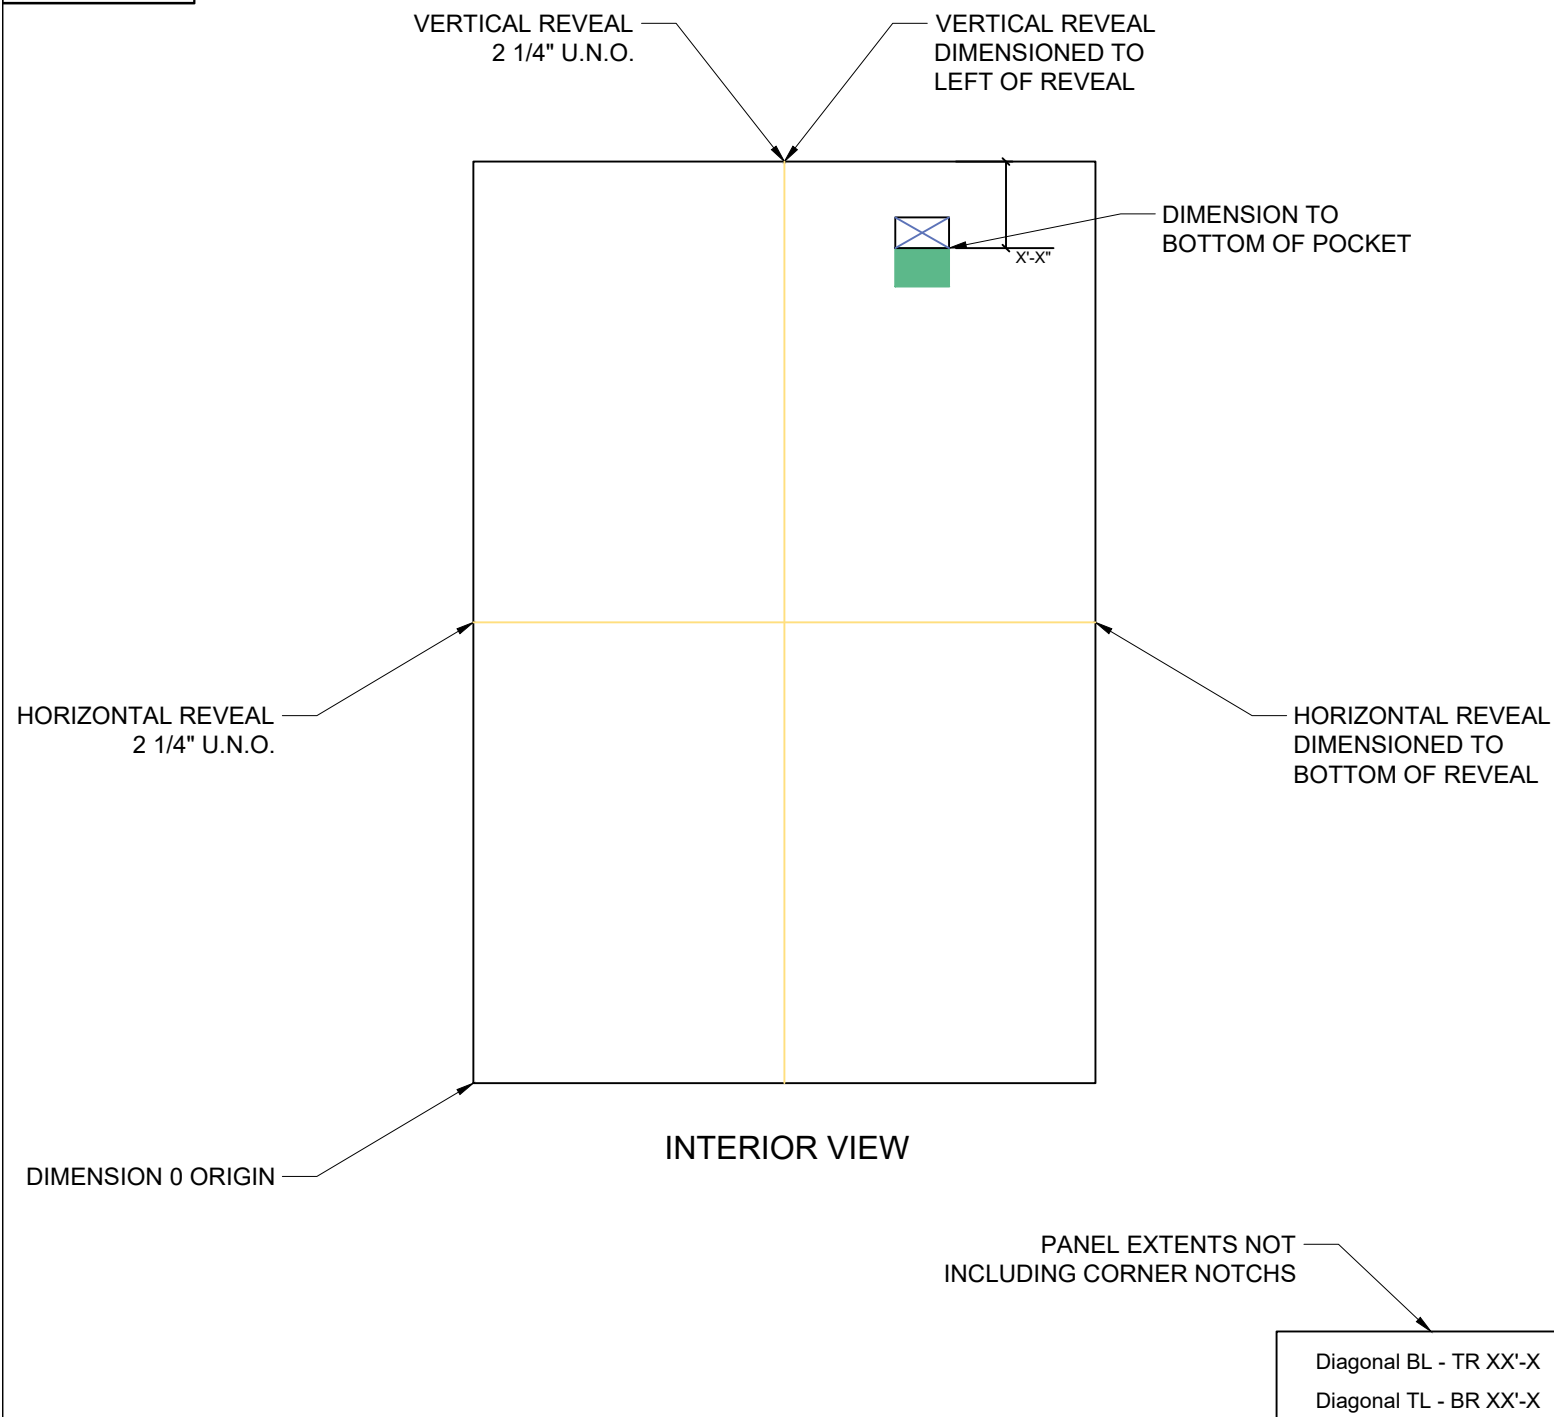 VERTICAL REVEAL
2 1/4" U.N.O.
VERTICAL REVEAL
DIMENSIONED TO
LEFT OF REVEAL
DIMENSION TO
BOTTOM OF POCKET
X'-X"
HORIZONTAL REVEAL
2 1/4" U.N.O.
HORIZONTAL REVEAL
DIMENSIONED TO
BOTTOM OF REVEAL
INTERIOR VIEW
DIMENSION 0 ORIGIN
PANEL EXTENTS NOT
INCLUDING CORNER NOTCHS
Diagonal BL - TR XX'-X
Diagonal TL - BR XX'-X